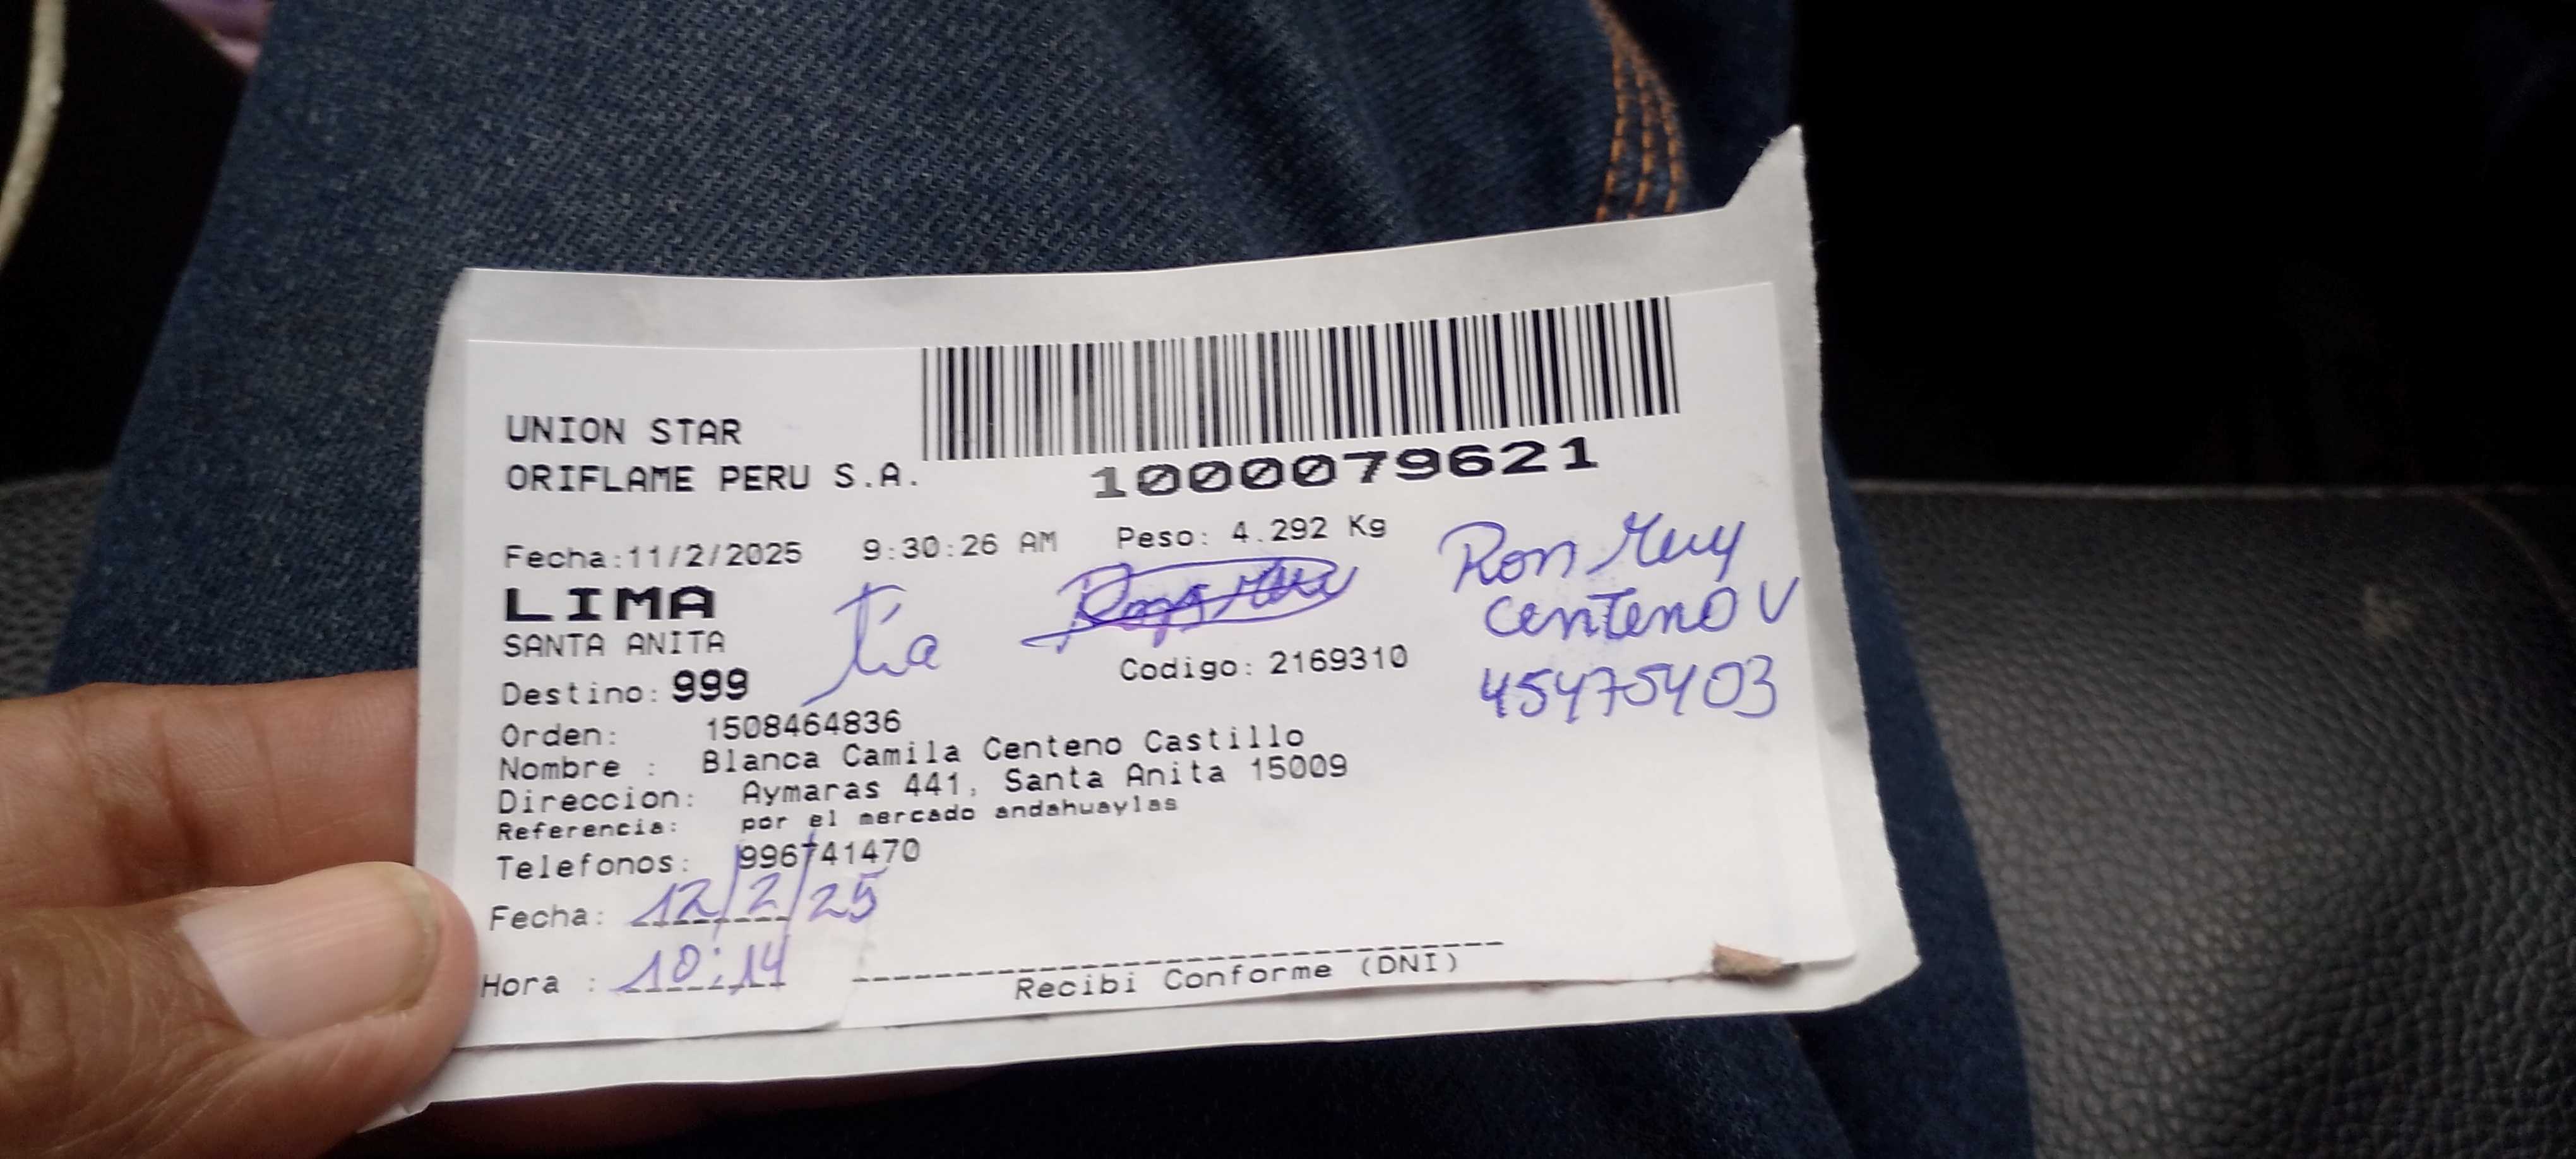 UNION STAR
ORIFLAME PERU S.A.
1000079621
Fecha:11/2/2025 9:30:26 AM Peso: 4.292 Kg
LIMA
SANTA ANITA
tía
Centeno V
Destino: 999
Codigo: 2169310
45475403
Orden: 1508464836
Nombre : Blanca Camila Centeno Castillo
Direccion: Aymaras 441, Santa Anita 15009
Referencia: por el mercado andahuaylas
Telefonos: 996741470
Fecha: 12/2/25
Hora : 10:14
Recibi Conforme (DNI)